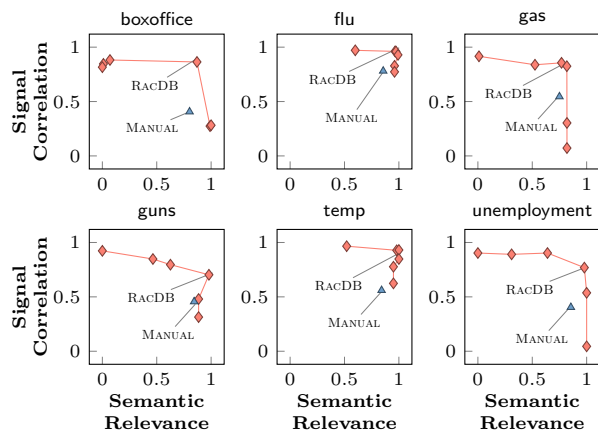 boxoffice
flu
gas
Signal
Correlation
1
0.5
0
RACDB
MANUAL
0 0.5 1
1
0.5
0
RACDB
MANUAL
0 0.5 1
1
0.5
0
RACDB
MANUAL
0 0.5 1
guns
temp
unemployment
Signal
Correlation
1
0.5
0
RACDB
MANUAL
0 0.5 1
Semantic
Relevance
1
0.5
0
RACDB
MANUAL
0 0.5 1
Semantic
Relevance
1
0.5
0
RACDB
MANUAL
0 0.5 1
Semantic
Relevance